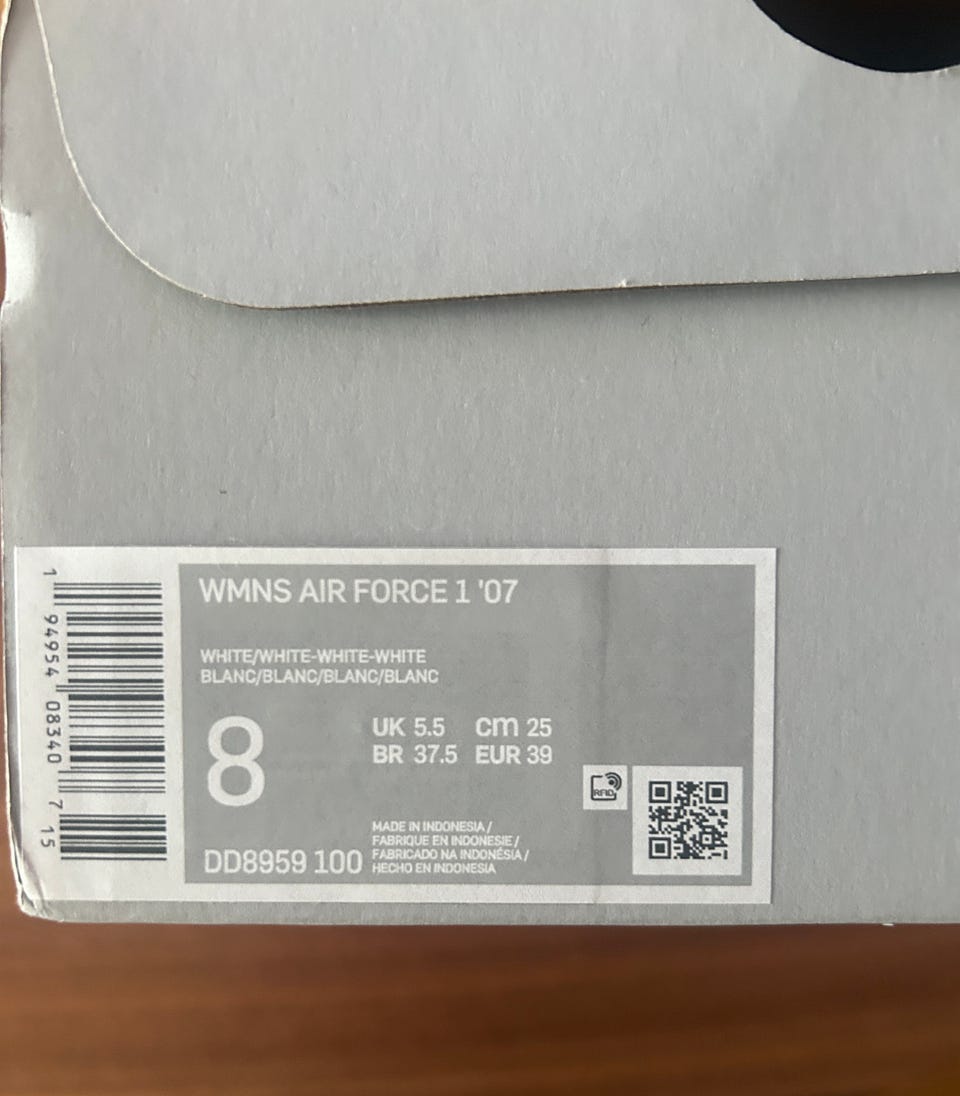 WMNS AIR FORCE 1 '07
WHITE/WHITE-WHITE-WHITE
BLANC/BLANC/BLANC/BLANC
8
UK 5.5 cm 25
BR 37.5 EUR 39
RFID
MADE IN INDONESIA /
FABRIQUE EN INDONESIE /
FABRICADO NA INDONÉSIA /
HECHO EN INDONESIA
DD8959 100
1 94954 08340 7 15